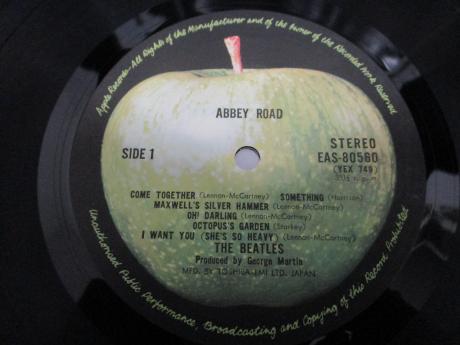 Apple Records - All Rights of the Manufacturer and of the Owner of the Recorded Work Reserved
ABBEY ROAD
SIDE 1
STEREO
EAS-80560
(YEX 749)
33⅓ r.p.m
COME TOGETHER (Lennon-McCartney) SOMETHING (Harrison)
MAXWELL'S SILVER HAMMER (Lennon-McCartney)
OH! DARLING (Lennon-McCartney)
OCTOPUS'S GARDEN (Starkey)
I WANT YOU (SHE'S SO HEAVY) (Lennon-McCartney)
THE BEATLES
Produced by George Martin
MFD. BY TOSHIBA-EMI LTD. JAPAN
Unauthorised Public Performance, Broadcasting and Copying of this Record Prohibited